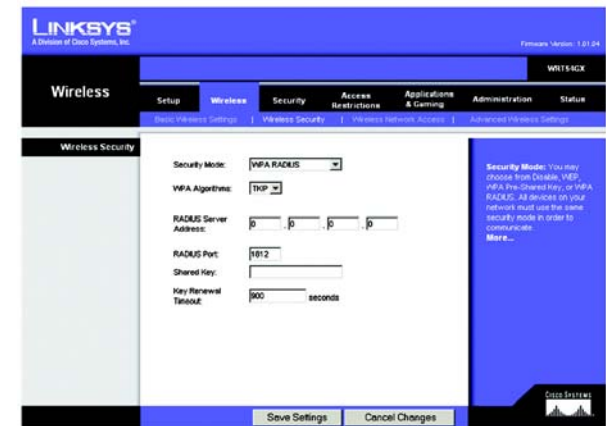 LINKSYS®
A Division of Cisco Systems, Inc.
Firmware Version: 1.01.04
WRT54GX
Wireless
Setup Wireless Security Access Restrictions Applications & Gaming Administration Status
Basic Wireless Settings | Wireless Security | Wireless Network Access | Advanced Wireless Settings
Wireless Security
Security Mode: WPA RADIUS
WPA Algorithms: TKIP
RADIUS Server Address: 0 . 0 . 0 . 0
RADIUS Port: 1812
Shared Key:
Key Renewal Timeout: 900 seconds
Security Mode: You may
choose from Disable, WEP,
WPA Pre-Shared Key, or WPA
RADIUS. All devices on your
network must use the same
security mode in order to
communicate.
More...
CISCO SYSTEMS
Save Settings Cancel Changes